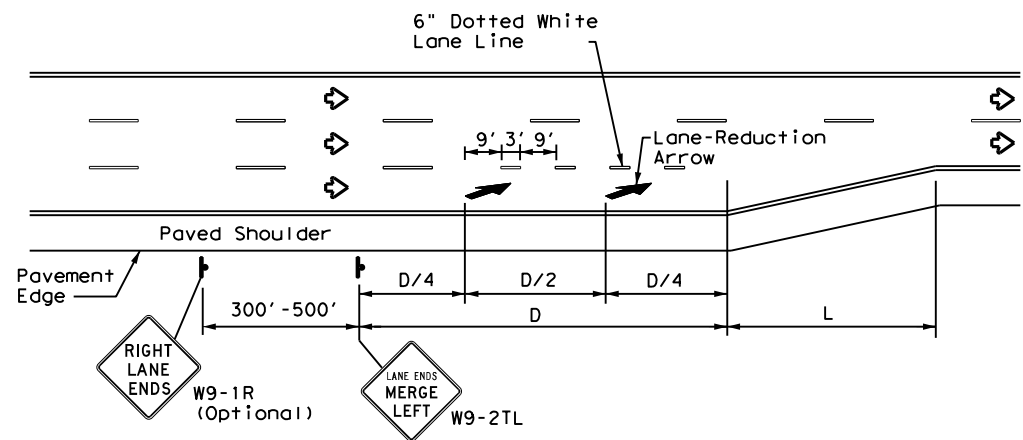 6" Dotted White
Lane Line
9' 3' 9'
Lane-Reduction
Arrow
Paved Shoulder
Pavement
Edge
D/4 D/2 D/4
300'-500' D L
RIGHT
LANE
ENDS
W9-1R
(Optional)
LANE ENDS
MERGE
LEFT
W9-2TL